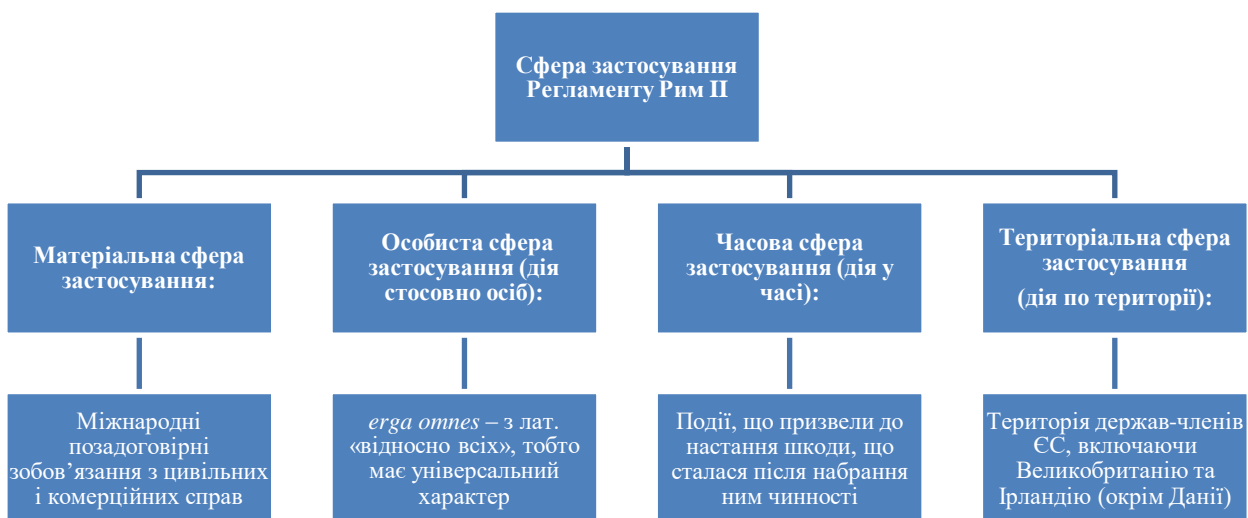 Сфера застосування
Регламенту Рим ІІ
Матеріальна сфера
застосування:
Особиста сфера
застосування (дія
стосовно осіб):
Часова сфера
застосування (дія у
часі):
Територіальна сфера
застосування
(дія по території):
Міжнародні
позадоговірні
зобов’язання з цивільних
і комерційних справ
erga omnes – з лат.
«відносно всіх», тобто
має універсальний
характер
Події, що призвели до
настання шкоди, що
сталася після набрання
ним чинності
Територія держав-членів
ЄС, включаючи
Великобританію та
Ірландію (окрім Данії)